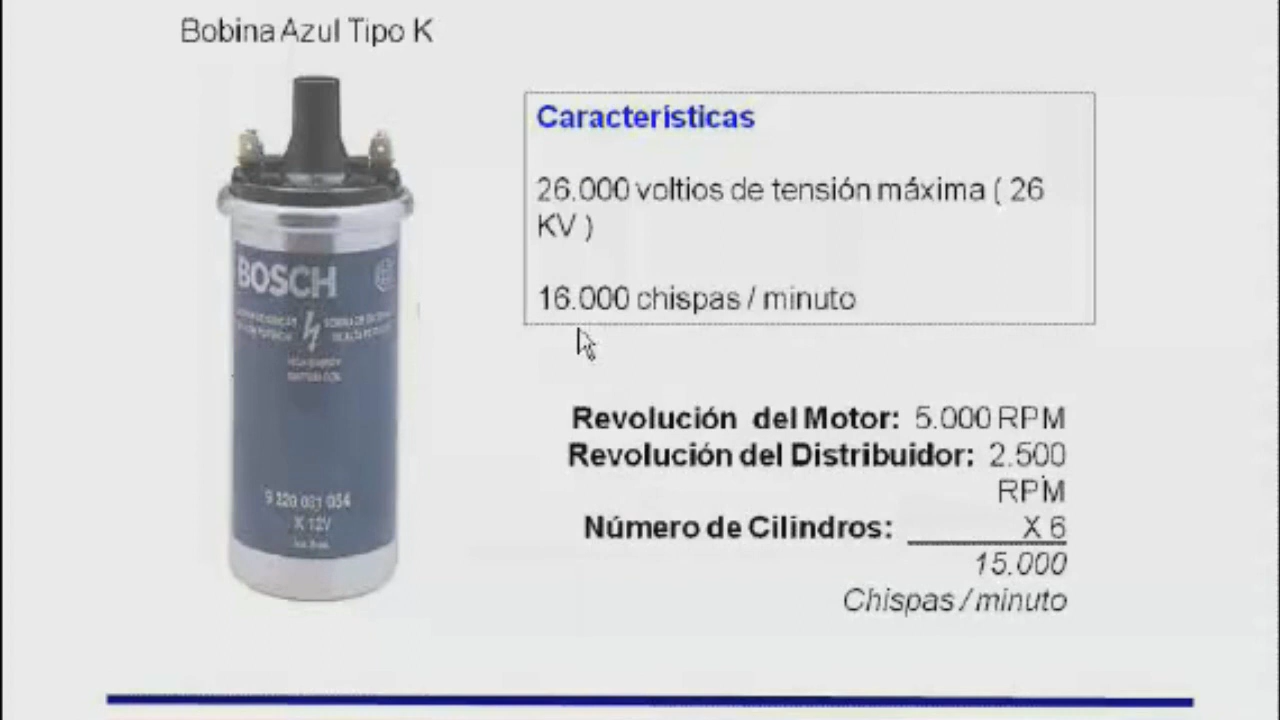 Bobina Azul Tipo K
Caracteristicas
26.000 voltios de tensión máxima ( 26
KV )
16.000 chispas / minuto
BOSCH
X 12V
Revolución del Motor: 5.000 RPM
Revolución del Distribuidor: 2.500
RPM
Número de Cilindros: X 6
15.000
Chispas / minuto